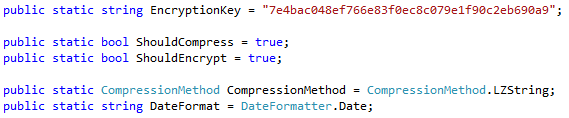 public static string EncryptionKey = "7e4bac048ef766e83f0ec8c079e1f90c2eb690a9";
public static bool ShouldCompress = true;
public static bool ShouldEncrypt = true;
public static CompressionMethod CompressionMethod = CompressionMethod.LZString;
public static string DateFormat = DateFormatter.Date;